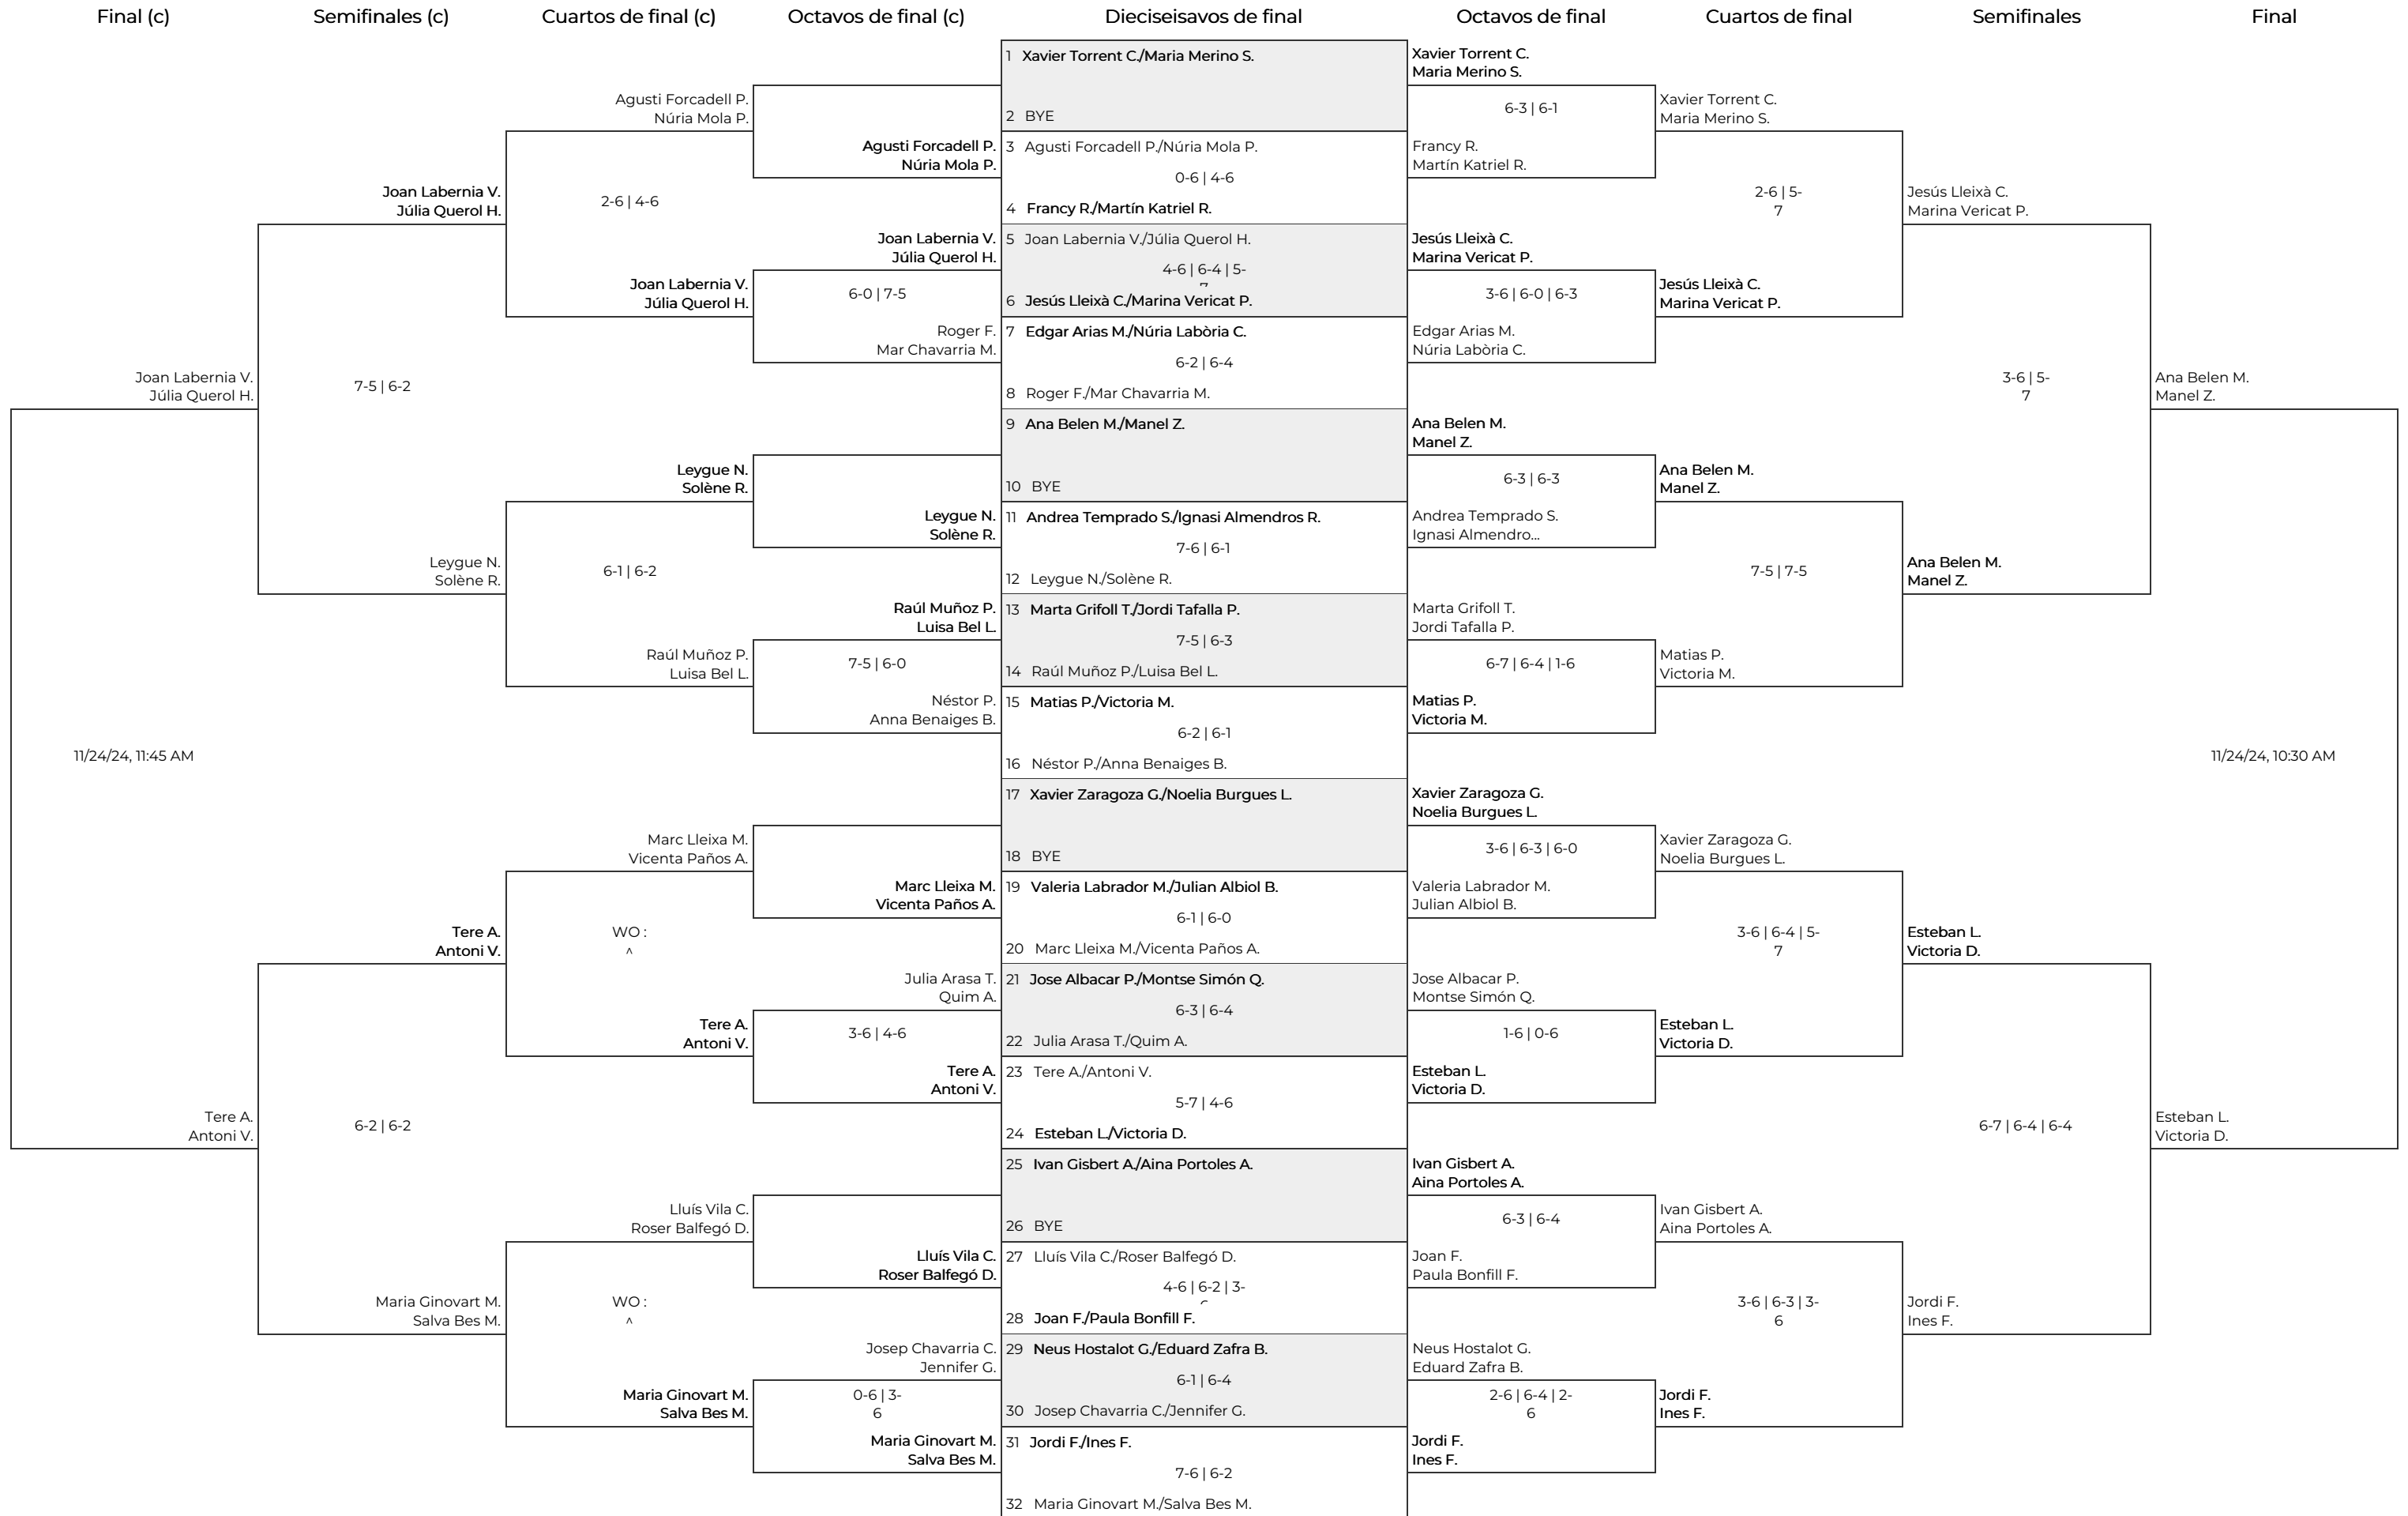 Final (c)
Semifinales (c)
Cuartos de final (c)
Octavos de final (c)
Dieciseisavos de final
Octavos de final
Cuartos de final
Semifinales
Final
Joan Labernia V.
Júlia Querol H.
11/24/24, 11:45 AM
Tere A.
Antoni V.
Joan Labernia V.
Júlia Querol H.
7-5 | 6-2
Leygue N.
Solène R.
Tere A.
Antoni V.
6-2 | 6-2
Maria Ginovart M.
Salva Bes M.
Agusti Forcadell P.
Núria Mola P.
2-6 | 4-6
Joan Labernia V.
Júlia Querol H.
Leygue N.
Solène R.
6-1 | 6-2
Raúl Muñoz P.
Luisa Bel L.
Marc Lleixa M.
Vicenta Paños A.
WO :
^
Tere A.
Antoni V.
Lluís Vila C.
Roser Balfegó D.
WO :
^
Maria Ginovart M.
Salva Bes M.
Agusti Forcadell P.
Núria Mola P.
Joan Labernia V.
Júlia Querol H.
6-0 | 7-5
Roger F.
Mar Chavarria M.
Leygue N.
Solène R.
Raúl Muñoz P.
Luisa Bel L.
7-5 | 6-0
Néstor P.
Anna Benaiges B.
Marc Lleixa M.
Vicenta Paños A.
Julia Arasa T.
Quim A.
3-6 | 4-6
Tere A.
Antoni V.
Lluís Vila C.
Roser Balfegó D.
Josep Chavarria C.
Jennifer G.
0-6 | 3-
6
Maria Ginovart M.
Salva Bes M.
1 Xavier Torrent C./Maria Merino S.
2 BYE
3 Agusti Forcadell P./Núria Mola P.
0-6 | 4-6
4 Francy R./Martín Katriel R.
5 Joan Labernia V./Júlia Querol H.
4-6 | 6-4 | 5-
6 Jesús Lleixà C./Marina Vericat P.
7 Edgar Arias M./Núria Labòria C.
6-2 | 6-4
8 Roger F./Mar Chavarria M.
9 Ana Belen M./Manel Z.
10 BYE
11 Andrea Temprado S./Ignasi Almendros R.
7-6 | 6-1
12 Leygue N./Solène R.
13 Marta Grifoll T./Jordi Tafalla P.
7-5 | 6-3
14 Raúl Muñoz P./Luisa Bel L.
15 Matias P./Victoria M.
6-2 | 6-1
16 Néstor P./Anna Benaiges B.
17 Xavier Zaragoza G./Noelia Burgues L.
18 BYE
19 Valeria Labrador M./Julian Albiol B.
6-1 | 6-0
20 Marc Lleixa M./Vicenta Paños A.
21 Jose Albacar P./Montse Simón Q.
6-3 | 6-4
22 Julia Arasa T./Quim A.
23 Tere A./Antoni V.
5-7 | 4-6
24 Esteban L./Victoria D.
25 Ivan Gisbert A./Aina Portoles A.
26 BYE
27 Lluís Vila C./Roser Balfegó D.
4-6 | 6-2 | 3-
28 Joan F./Paula Bonfill F.
29 Neus Hostalot G./Eduard Zafra B.
6-1 | 6-4
30 Josep Chavarria C./Jennifer G.
31 Jordi F./Ines F.
7-6 | 6-2
32 Maria Ginovart M./Salva Bes M.
Xavier Torrent C.
Maria Merino S.
6-3 | 6-1
Francy R.
Martín Katriel R.
Jesús Lleixà C.
Marina Vericat P.
3-6 | 6-0 | 6-3
Edgar Arias M.
Núria Labòria C.
Ana Belen M.
Manel Z.
6-3 | 6-3
Andrea Temprado S.
Ignasi Almendro...
Marta Grifoll T.
Jordi Tafalla P.
6-7 | 6-4 | 1-6
Matias P.
Victoria M.
Xavier Zaragoza G.
Noelia Burgues L.
3-6 | 6-3 | 6-0
Valeria Labrador M.
Julian Albiol B.
Jose Albacar P.
Montse Simón Q.
1-6 | 0-6
Esteban L.
Victoria D.
Ivan Gisbert A.
Aina Portoles A.
6-3 | 6-4
Joan F.
Paula Bonfill F.
Neus Hostalot G.
Eduard Zafra B.
2-6 | 6-4 | 2-
6
Jordi F.
Ines F.
Xavier Torrent C.
Maria Merino S.
2-6 | 5-
7
Jesús Lleixà C.
Marina Vericat P.
Ana Belen M.
Manel Z.
7-5 | 7-5
Matias P.
Victoria M.
Xavier Zaragoza G.
Noelia Burgues L.
3-6 | 6-4 | 5-
7
Esteban L.
Victoria D.
Ivan Gisbert A.
Aina Portoles A.
3-6 | 6-3 | 3-
6
Jordi F.
Ines F.
Jesús Lleixà C.
Marina Vericat P.
3-6 | 5-
7
Ana Belen M.
Manel Z.
Esteban L.
Victoria D.
6-7 | 6-4 | 6-4
Jordi F.
Ines F.
Ana Belen M.
Manel Z.
11/24/24, 10:30 AM
Esteban L.
Victoria D.